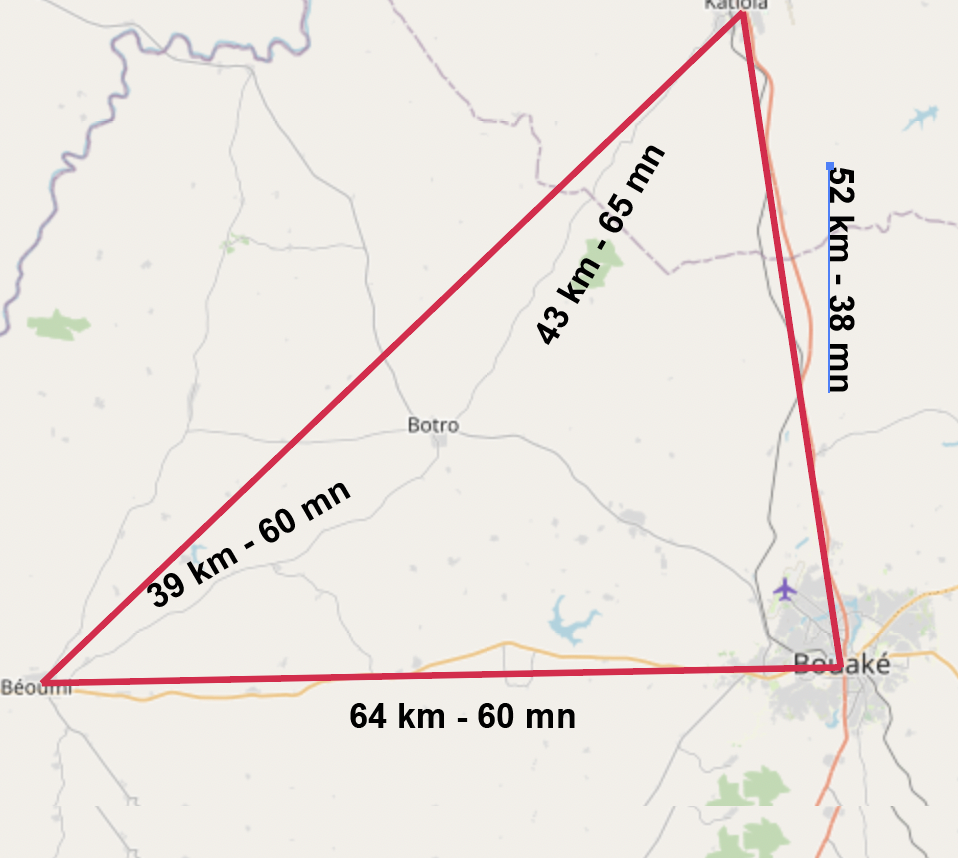 Katiola
43 km - 65 mn
52 km - 38 mn
Botro
39 km - 60 mn
Bouaké
Béoumi
64 km - 60 mn